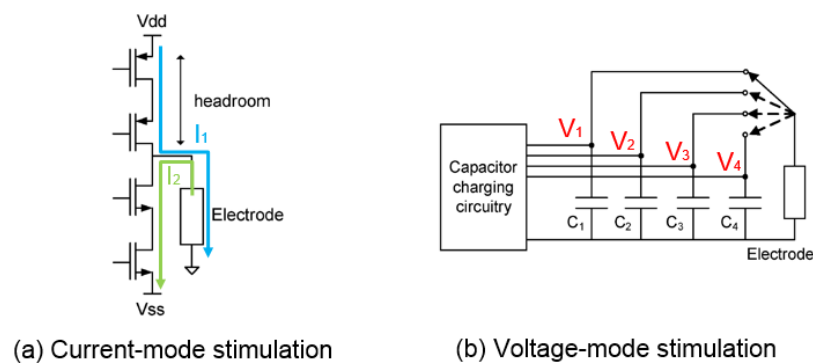 Vdd
headroom
I1
I2
Electrode
Vss
(a) Current-mode stimulation
V1
V2
V3
V4
Capacitor
charging
circuitry
C1
C2
C3
C4
Electrode
(b) Voltage-mode stimulation